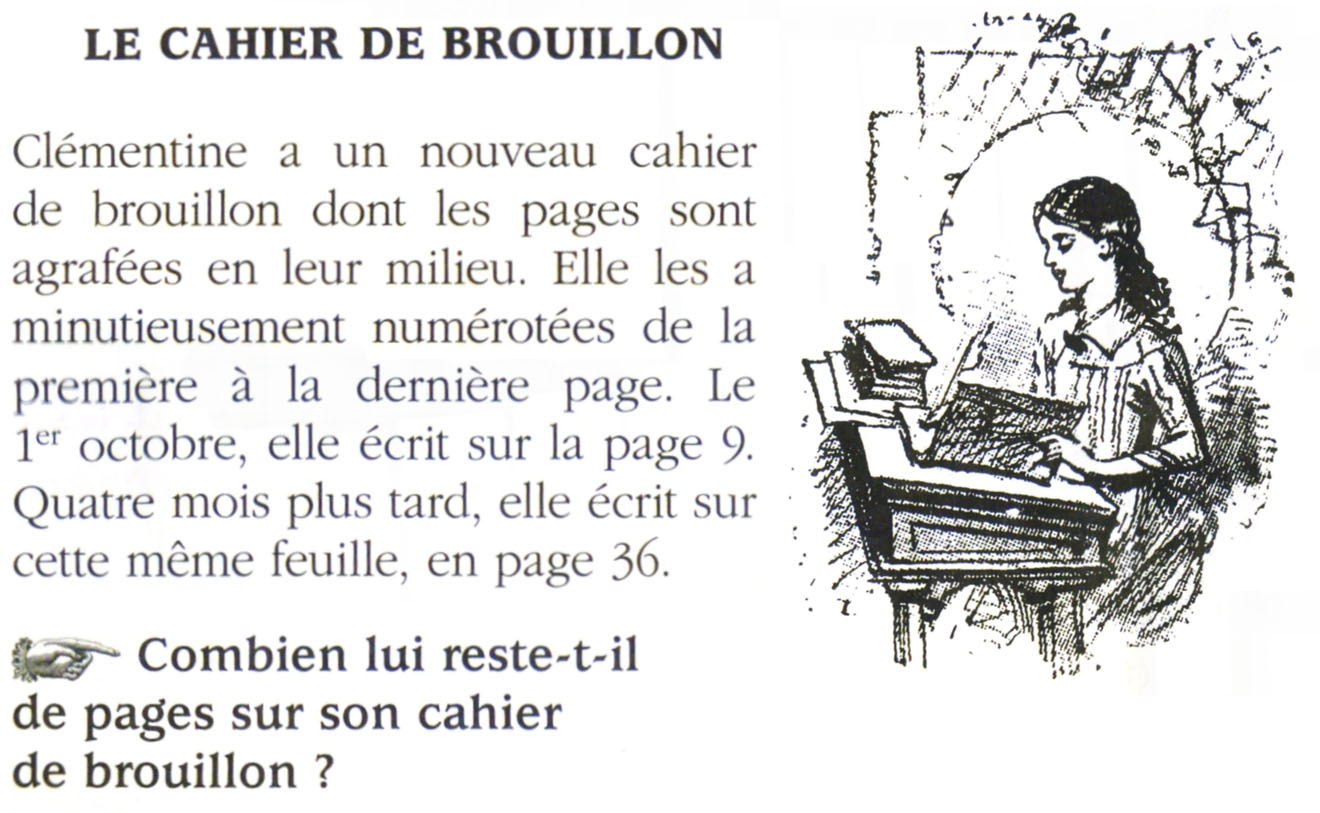 LE CAHIER DE BROUILLON
Clémentine a un nouveau cahier
de brouillon dont les pages sont
agrafées en leur milieu. Elle les a
minutieusement numérotées de la
première à la dernière page. Le
1er octobre, elle écrit sur la page 9.
Quatre mois plus tard, elle écrit sur
cette même feuille, en page 36.
Combien lui reste-t-il
de pages sur son cahier
de brouillon ?